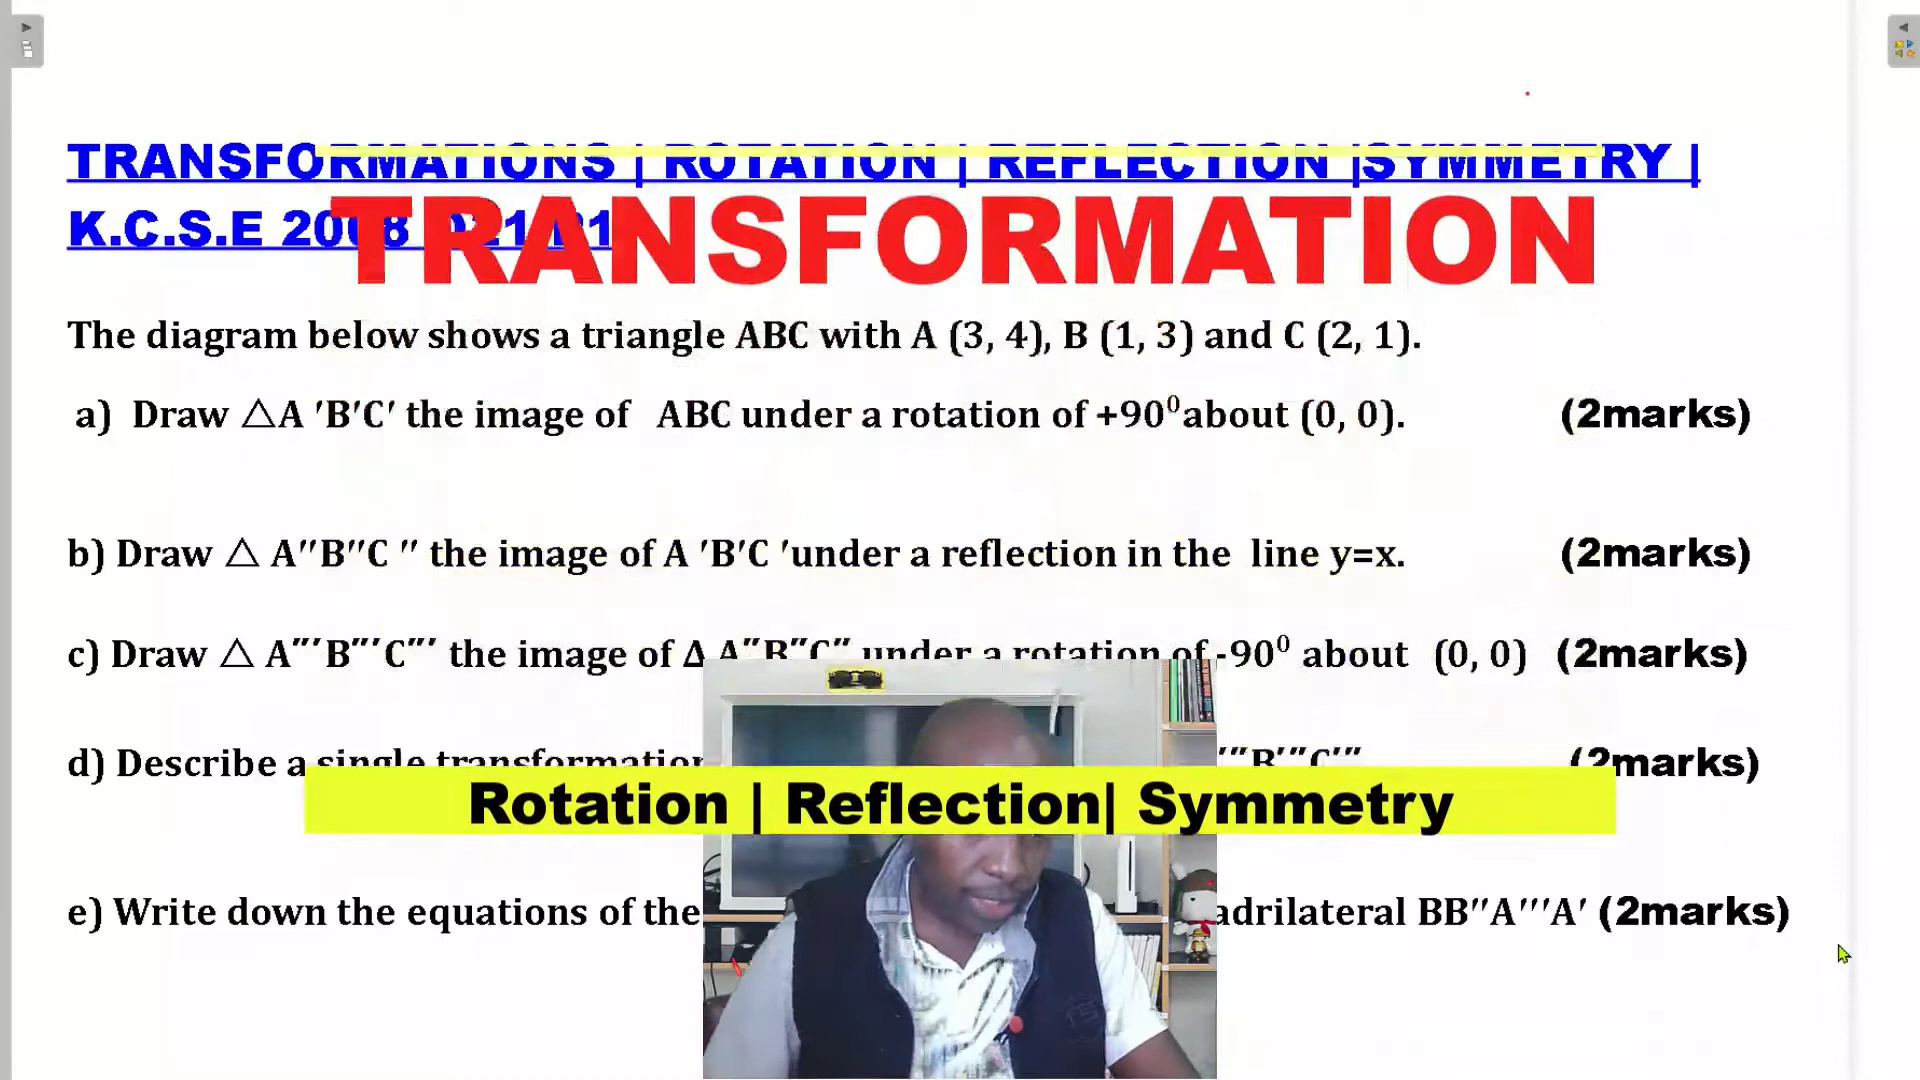 TRANSFORMATIONS | ROTATION | REFLECTION |SYMMETRY |
K.C.S.E
TRANSFORMATION
The diagram below shows a triangle ABC with A (3, 4), B (1, 3) and C (2, 1).
a) Draw △A ′B′C′ the image of ABC under a rotation of +90⁰about (0, 0). (2marks)
b) Draw △ A′′B′′C ′′ the image of A ′B′C ′under a reflection in the line y=x. (2marks)
c) Draw △ A′′′B′′′C′′′ the image of Δ A″B″C″ under a rotation of -90⁰ about (0, 0) (2marks)
d) Describe a single transformation B′′′C′′′ (2marks)
Rotation | Reflection| Symmetry
e) Write down the equations of the BB′′A′′′A′ (2marks)